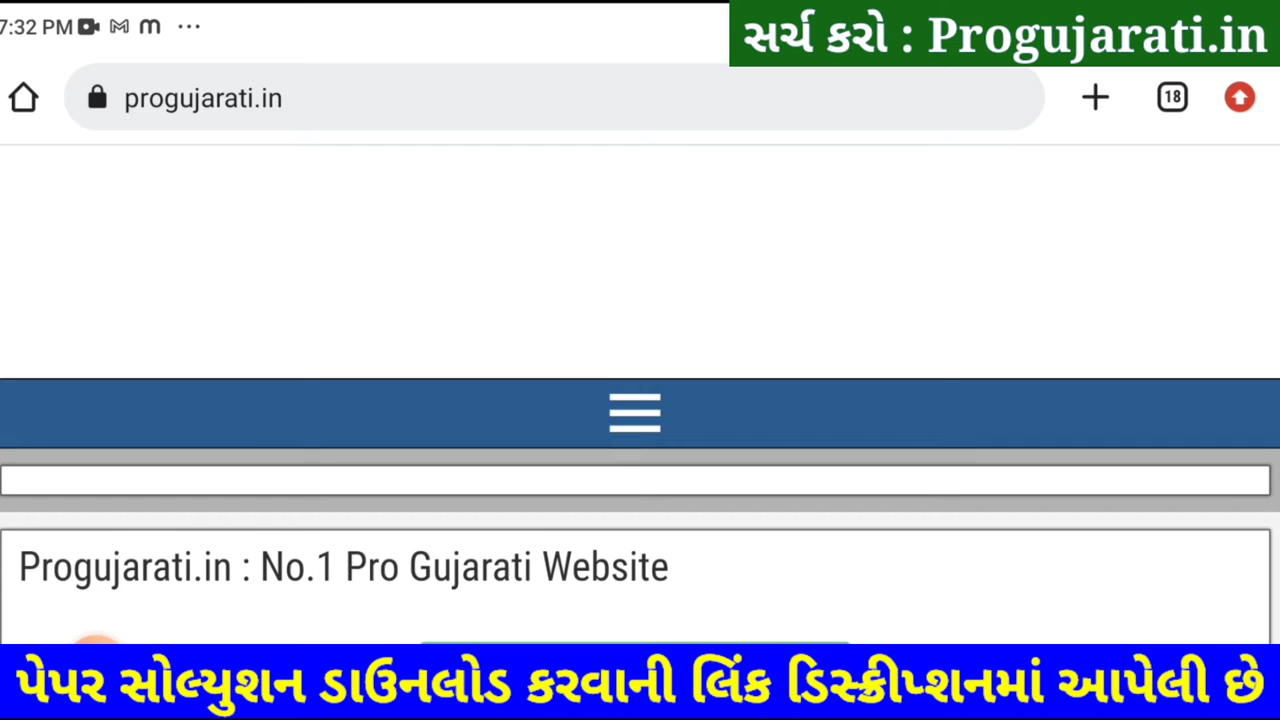 7:32 PM
સર્ચ કરો : Progujarati.in
progujarati.in
18
Progujarati.in : No.1 Pro Gujarati Website
પેપર સોલ્યુશન ડાઉનલોડ કરવાની લિંક ડિસ્ક્રીપ્શનમાં આપેલી છે